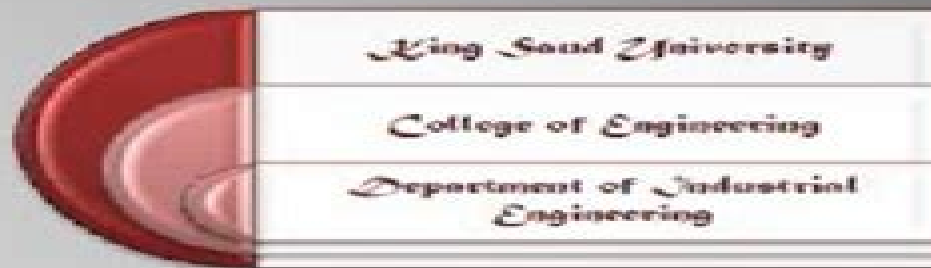 King Saud University
College of Engineering
Department of Industrial
Engineering